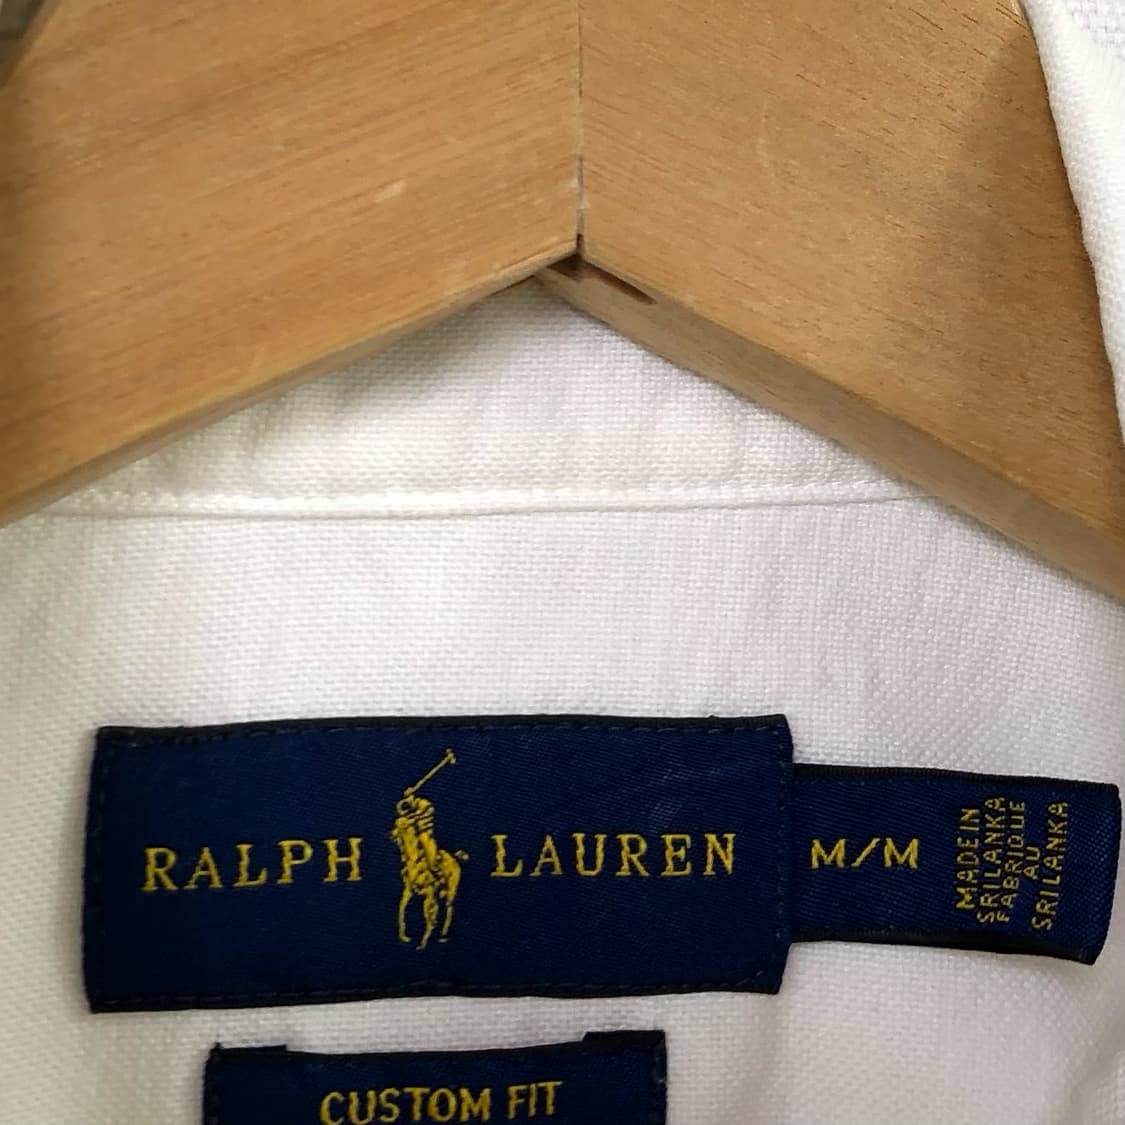 RALPH LAUREN
M/M
MADE IN
SRI LANKA
FABRIQUE
AU
SRI LANKA
CUSTOM FIT